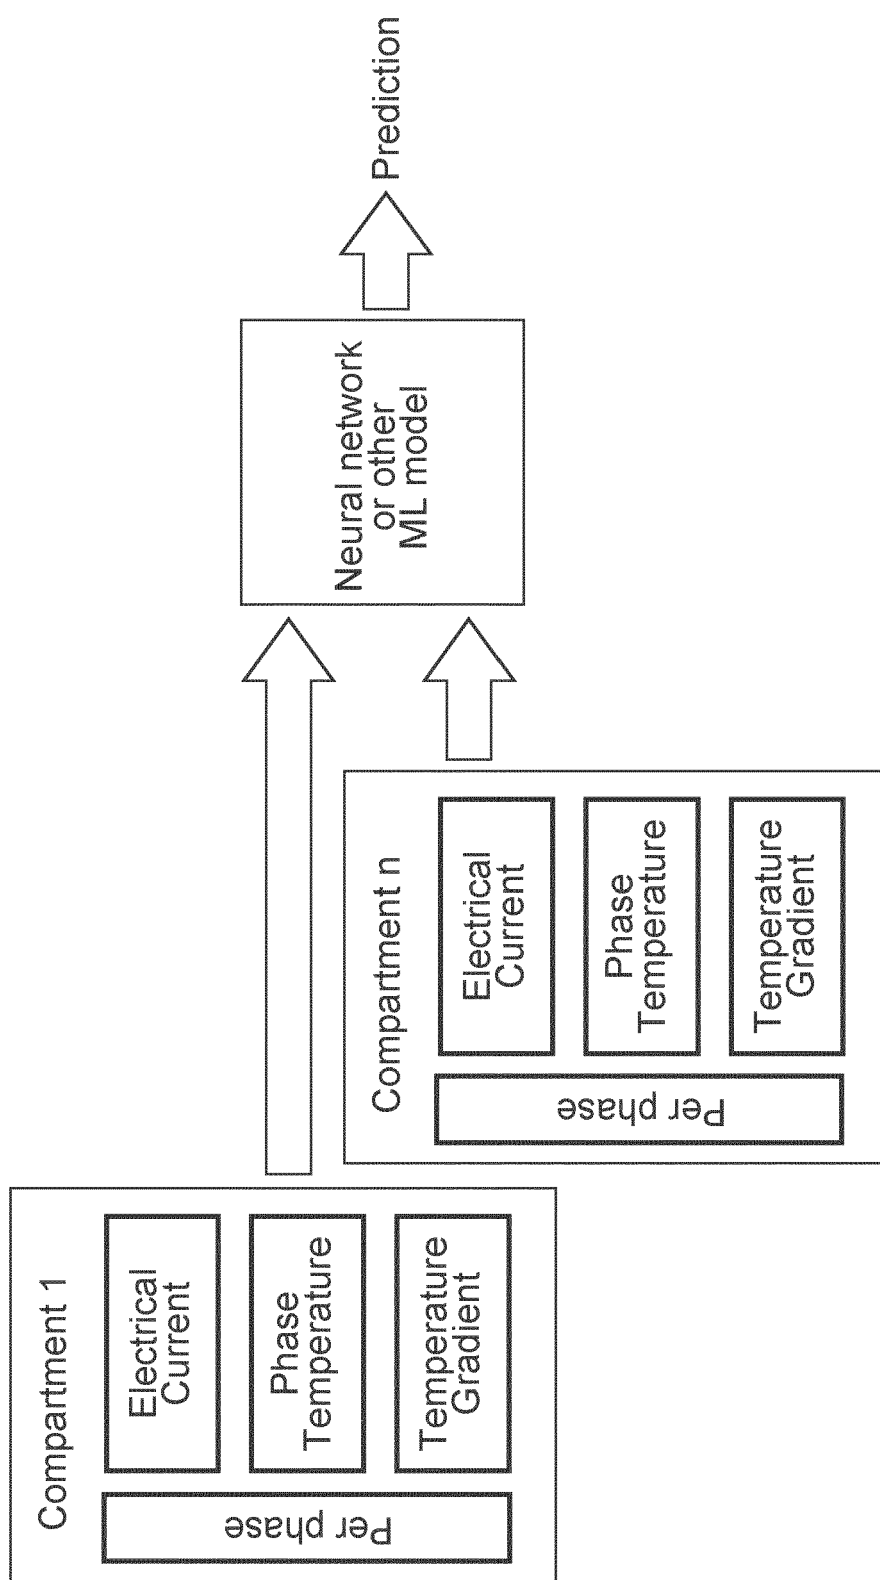 Compartment 1
Per phase
Electrical
Current
Phase
Temperature
Temperature
Gradient
Compartment n
Per phase
Electrical
Current
Phase
Temperature
Temperature
Gradient
Neural network
or other
ML model
Prediction